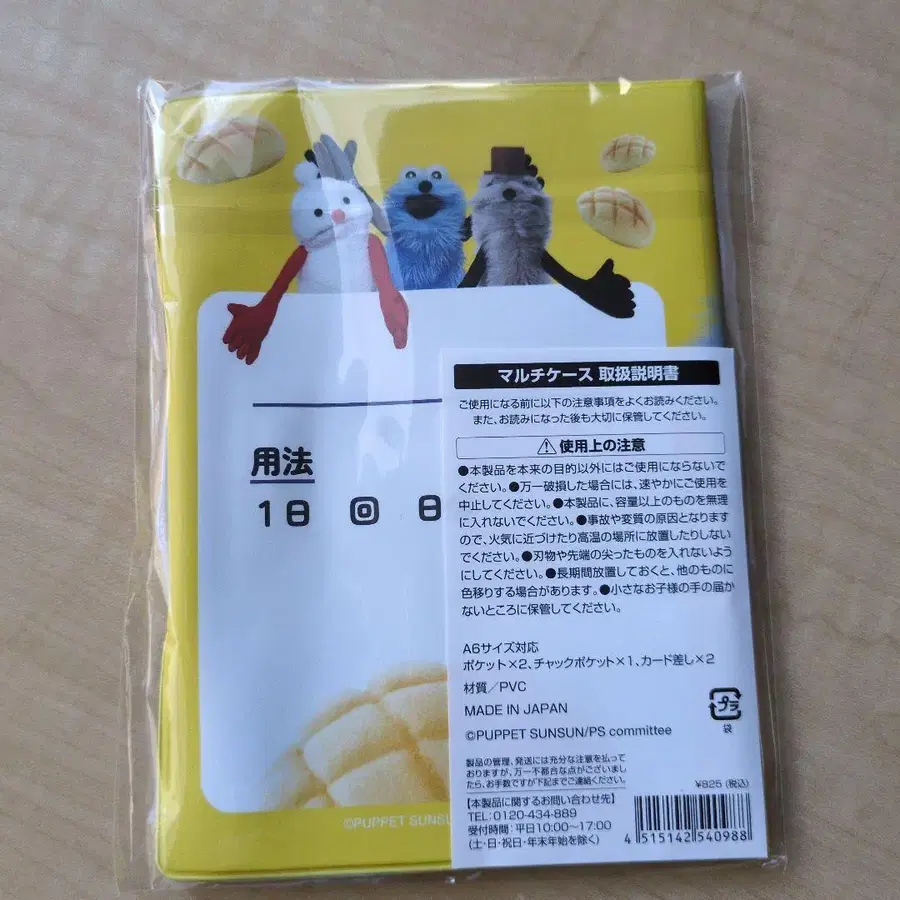 用法
1日 回 日
©PUPPET SUNSU
マルチケース 取扱説明書
ご使用になる前に以下の注意事項をよくお読みください。
また、お読みになった後も大切に保管してください。
使用上の注意
●本製品を本来の目的以外にはご使用にならないで
ください。●万一破損した場合には、速やかにご使用を
中止してください。●本製品に、容量以上のものを無理
に入れないでください。●事故や変質の原因となります
ので、火気に近づけたり高温の場所に放置したりしない
でください。●刃物や先端の尖ったものを入れないよう
にしてください。●長期間放置しておくと、他のものに
色移りする場合があります。●小さなお子様の手の届か
ないところに保管してください。
A6サイズ対応
ポケット×2、チャックポケット×1、カード差し×2
材質／PVC
MADE IN JAPAN
©PUPPET SUNSUN/PS committee
プラ
袋
製品の管理、発送には充分な注意を払って
おりますが、万一不都合な点がございまし
たら、お手数ですが下記までご連絡ください。
¥825 (税込)
【本製品に関するお問い合わせ先】
TEL:0120-434-889
受付時間:平日10:00〜17:00
(土・日・祝日・年末年始を除く)
4 515142 540988